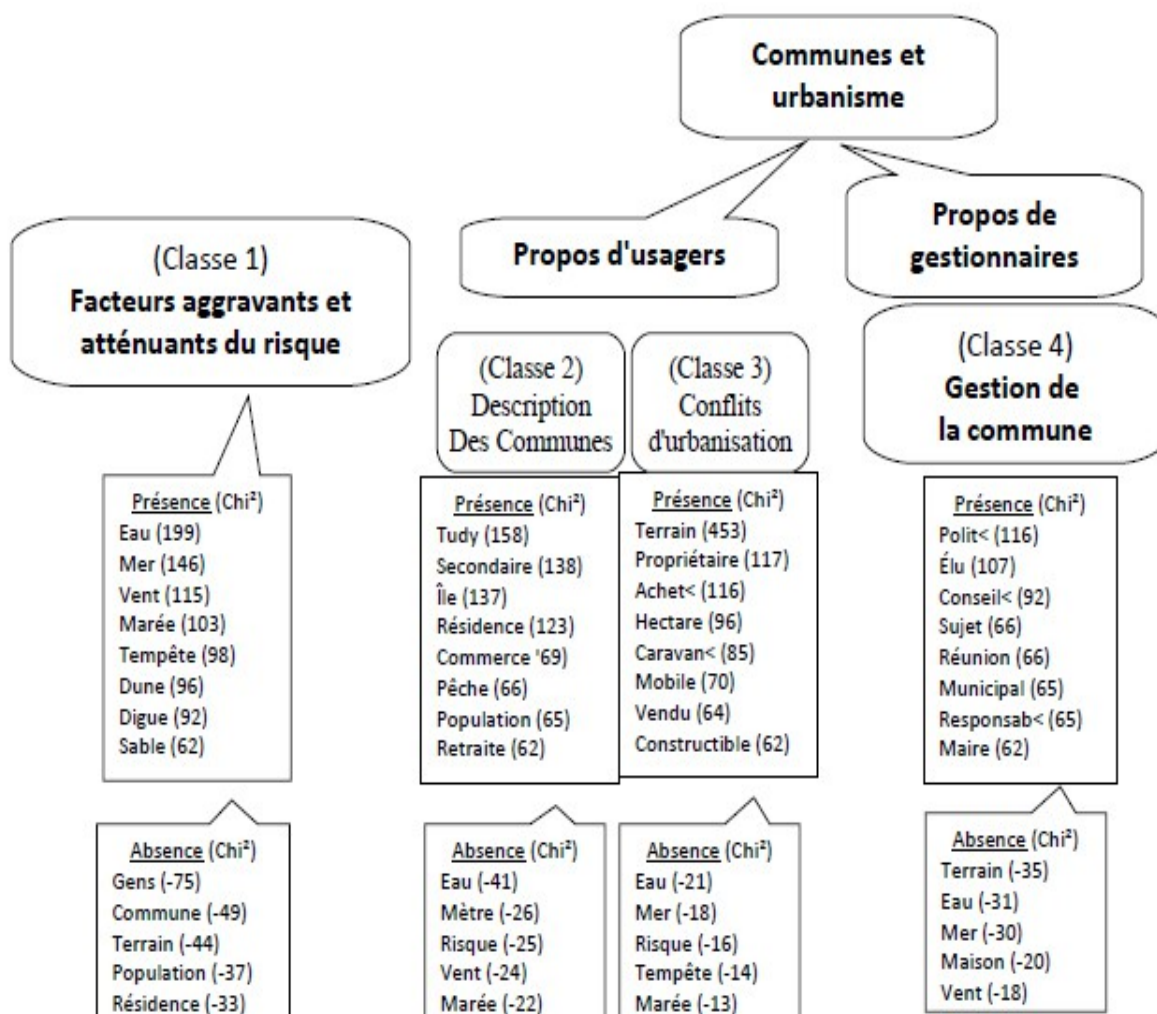 Communes et
urbanisme
Propos d'usagers
Propos de
gestionnaires
(Classe 1)
Facteurs aggravants et
atténuants du risque
(Classe 2)
Description
Des Communes
(Classe 3)
Conflits
d'urbanisation
(Classe 4)
Gestion de
la commune
Présence (Chi²)
Eau (199)
Mer (146)
Vent (115)
Marée (103)
Tempête (98)
Dune (96)
Digue (92)
Sable (62)
Présence (Chi²)
Tudy (158)
Secondaire (138)
Île (137)
Résidence (123)
Commerce '69)
Pêche (66)
Population (65)
Retraite (62)
Présence (Chi²)
Terrain (453)
Propriétaire (117)
Achet< (116)
Hectare (96)
Caravan< (85)
Mobile (70)
Vendu (64)
Constructible (62)
Présence (Chi²)
Polit< (116)
Élu (107)
Conseil< (92)
Sujet (66)
Réunion (66)
Municipal (65)
Responsab< (65)
Maire (62)
Absence (Chi²)
Gens (-75)
Commune (-49)
Terrain (-44)
Population (-37)
Résidence (-33)
Absence (Chi²)
Eau (-41)
Mètre (-26)
Risque (-25)
Vent (-24)
Marée (-22)
Absence (Chi²)
Eau (-21)
Mer (-18)
Risque (-16)
Tempête (-14)
Marée (-13)
Absence (Chi²)
Terrain (-35)
Eau (-31)
Mer (-30)
Maison (-20)
Vent (-18)